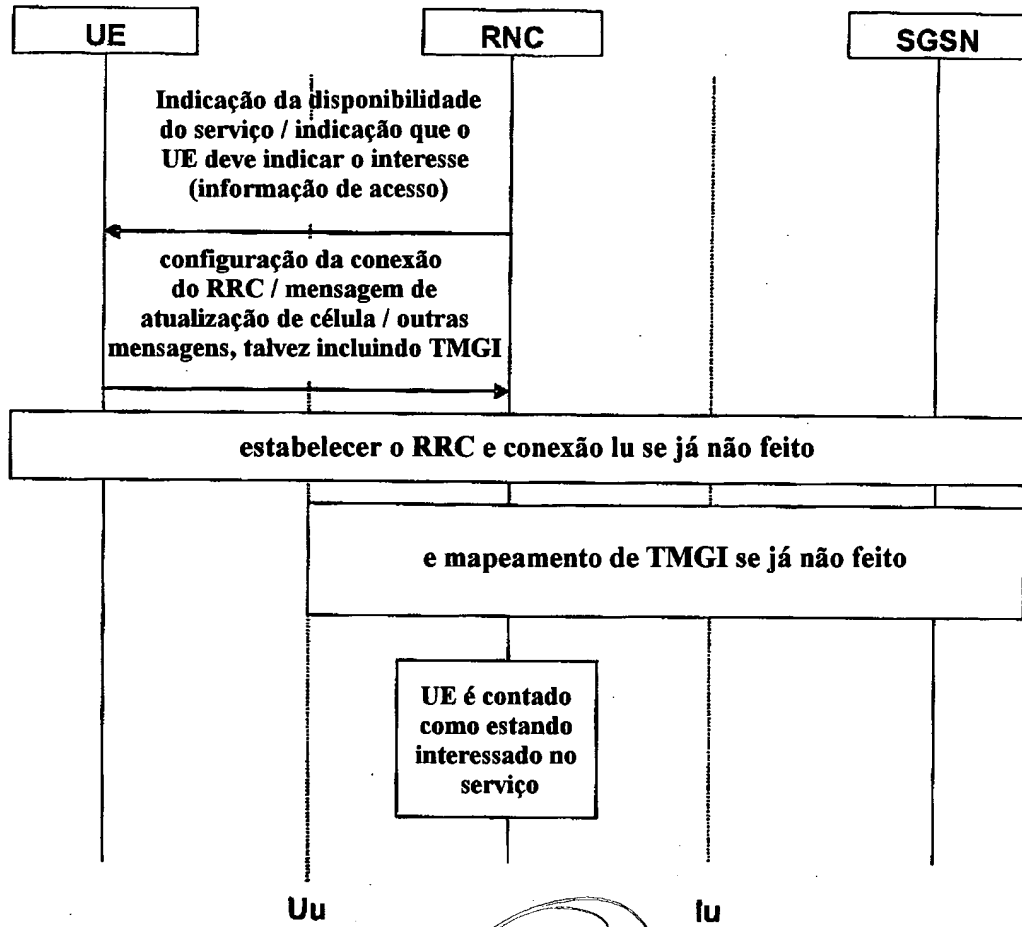 UE
RNC
SGSN
Indicação da disponibilidade
do serviço / indicação que o
UE deve indicar o interesse
(informação de acesso)
configuração da conexão
do RRC / mensagem de
atualização de célula / outras
mensagens, talvez incluindo TMGI
estabelecer o RRC e conexão Iu se já não feito
e mapeamento de TMGI se já não feito
UE é contado
como estando
interessado no
serviço
Uu
Iu